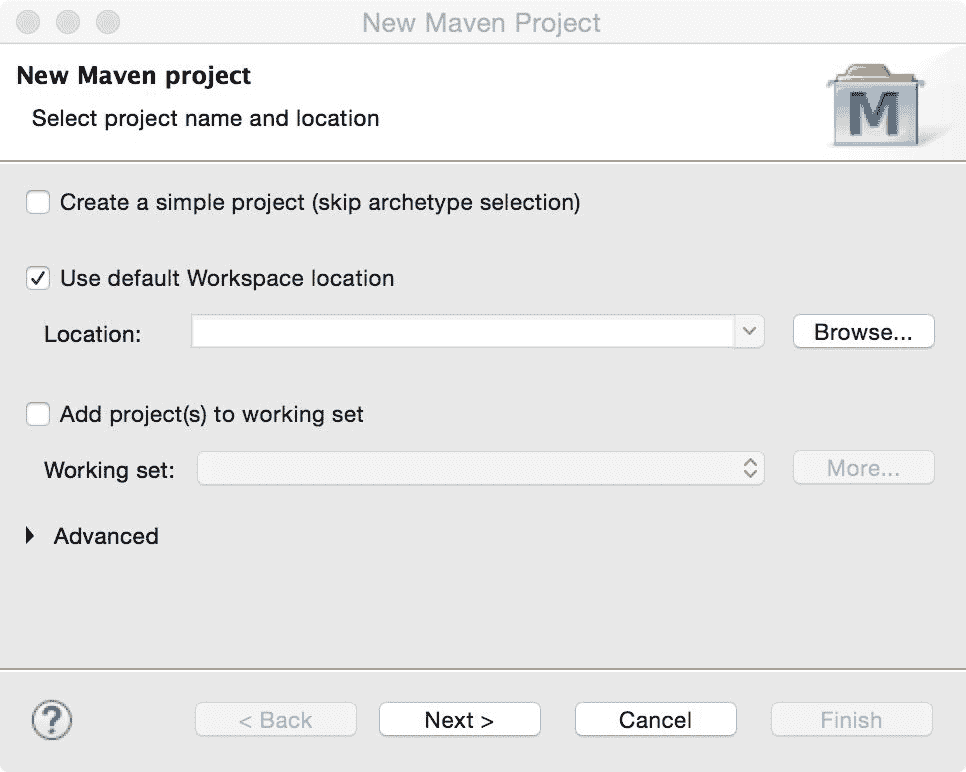 New Maven Project
New Maven project
Select project name and location
M
Create a simple project (skip archetype selection)
Use default Workspace location
Location:
Browse...
Add project(s) to working set
Working set:
More...
Advanced
?
< Back
Next >
Cancel
Finish